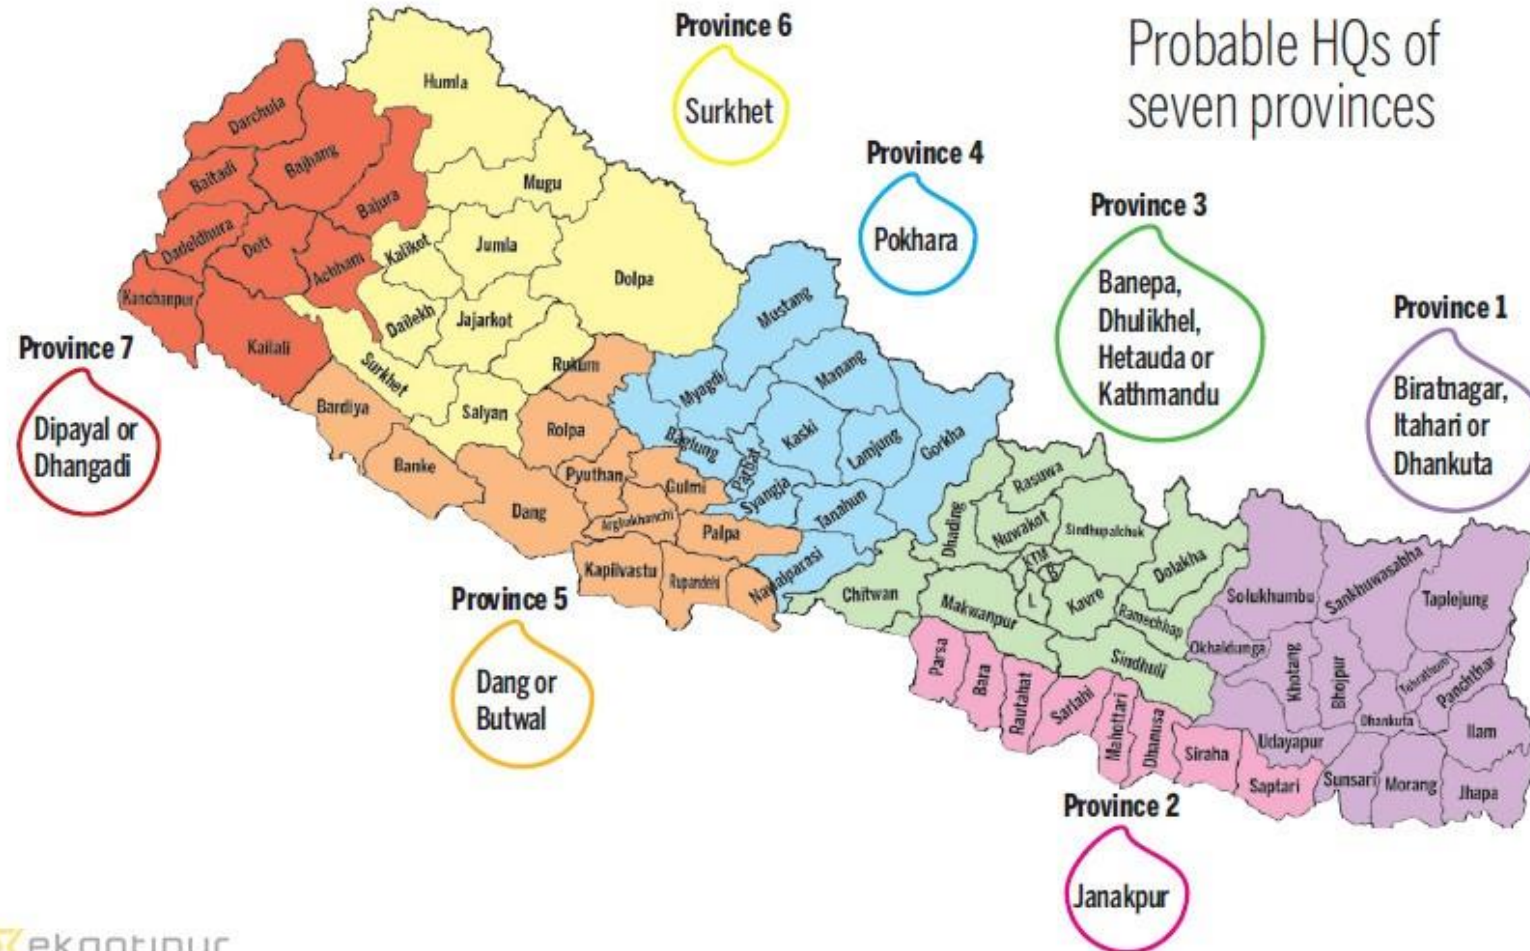 Probable HQs of
seven provinces
Province 6
Surkhet
Province 4
Pokhara
Province 3
Banepa,
Dhulikhel,
Hetauda or
Kathmandu
Province 1
Biratnagar,
Itahari or
Dhankuta
Province 7
Dipayal or
Dhangadi
Province 5
Dang or
Butwal
Province 2
Janakpur
Darchula
Baitadi
Bajhang
Bajura
Dadeldhura
Doti
Achham
Kanchanpur
Kailali
Humla
Mugu
Kalikot
Jumla
Dolpa
Dailekh
Jajarkot
Surkhet
Rukum
Salyan
Bardiya
Banke
Rolpa
Pyuthan
Dang
Gulmi
Arghakhanchi
Palpa
Kapilvastu
Rupandehi
Nawalparasi
Mustang
Manang
Myagdi
Baglung
Parbat
Kaski
Lamjung
Gorkha
Syangja
Tanahun
Rasuwa
Dhading
Nuwakot
Sindhupalchok
KTM
B
L
Kavre
Dolakha
Ramechhap
Chitwan
Makwanpur
Sindhuli
Parsa
Bara
Rautahat
Sarlahi
Mahottari
Dhanusa
Siraha
Saptari
Solukhumbu
Sankhuwasabha
Taplejung
Okhaldunga
Khotang
Bhojpur
Tehrathum
Panchthar
Dhankuta
Ilam
Udayapur
Sunsari
Morang
Jhapa
ekantipur